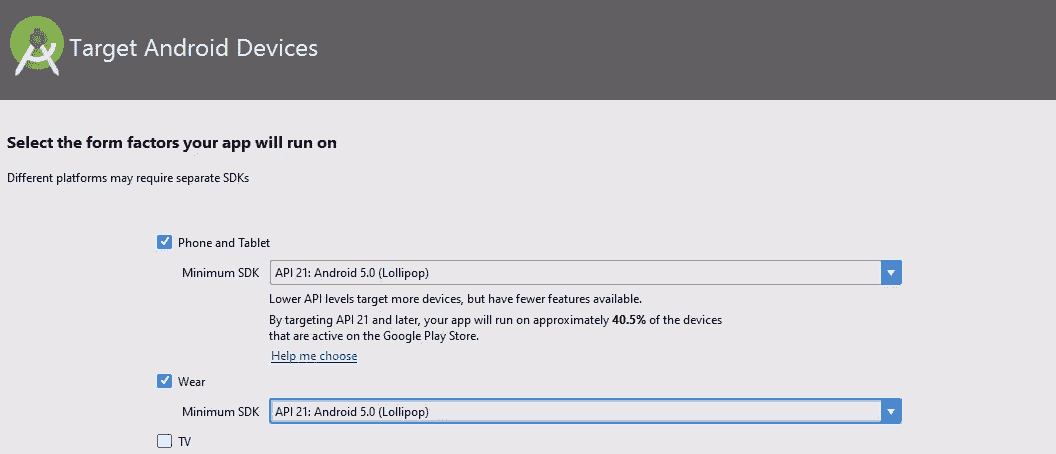 Target Android Devices
Select the form factors your app will run on
Different platforms may require separate SDKs
Phone and Tablet
Minimum SDK API 21: Android 5.0 (Lollipop)
Lower API levels target more devices, but have fewer features available.
By targeting API 21 and later, your app will run on approximately 40.5% of the devices
that are active on the Google Play Store.
Help me choose
Wear
Minimum SDK API 21: Android 5.0 (Lollipop)
TV